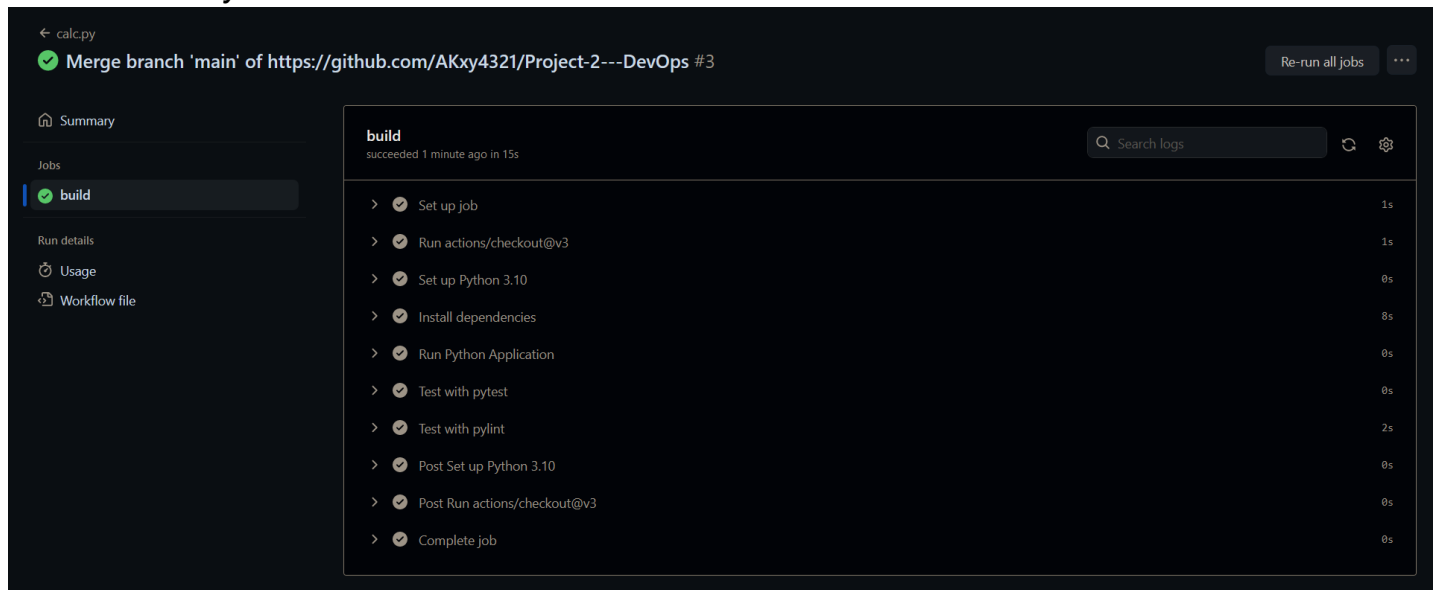 calc.py
Merge branch 'main' of https://github.com/AKxy4321/Project-2---DevOps #3
Re-run all jobs
Summary
Jobs
build
Run details
Usage
Workflow file
build
succeeded 1 minute ago in 15s
Search logs
Set up job 1s
Run actions/checkout@v3 1s
Set up Python 3.10 0s
Install dependencies 8s
Run Python Application 0s
Test with pytest 0s
Test with pylint 2s
Post Set up Python 3.10 0s
Post Run actions/checkout@v3 0s
Complete job 0s